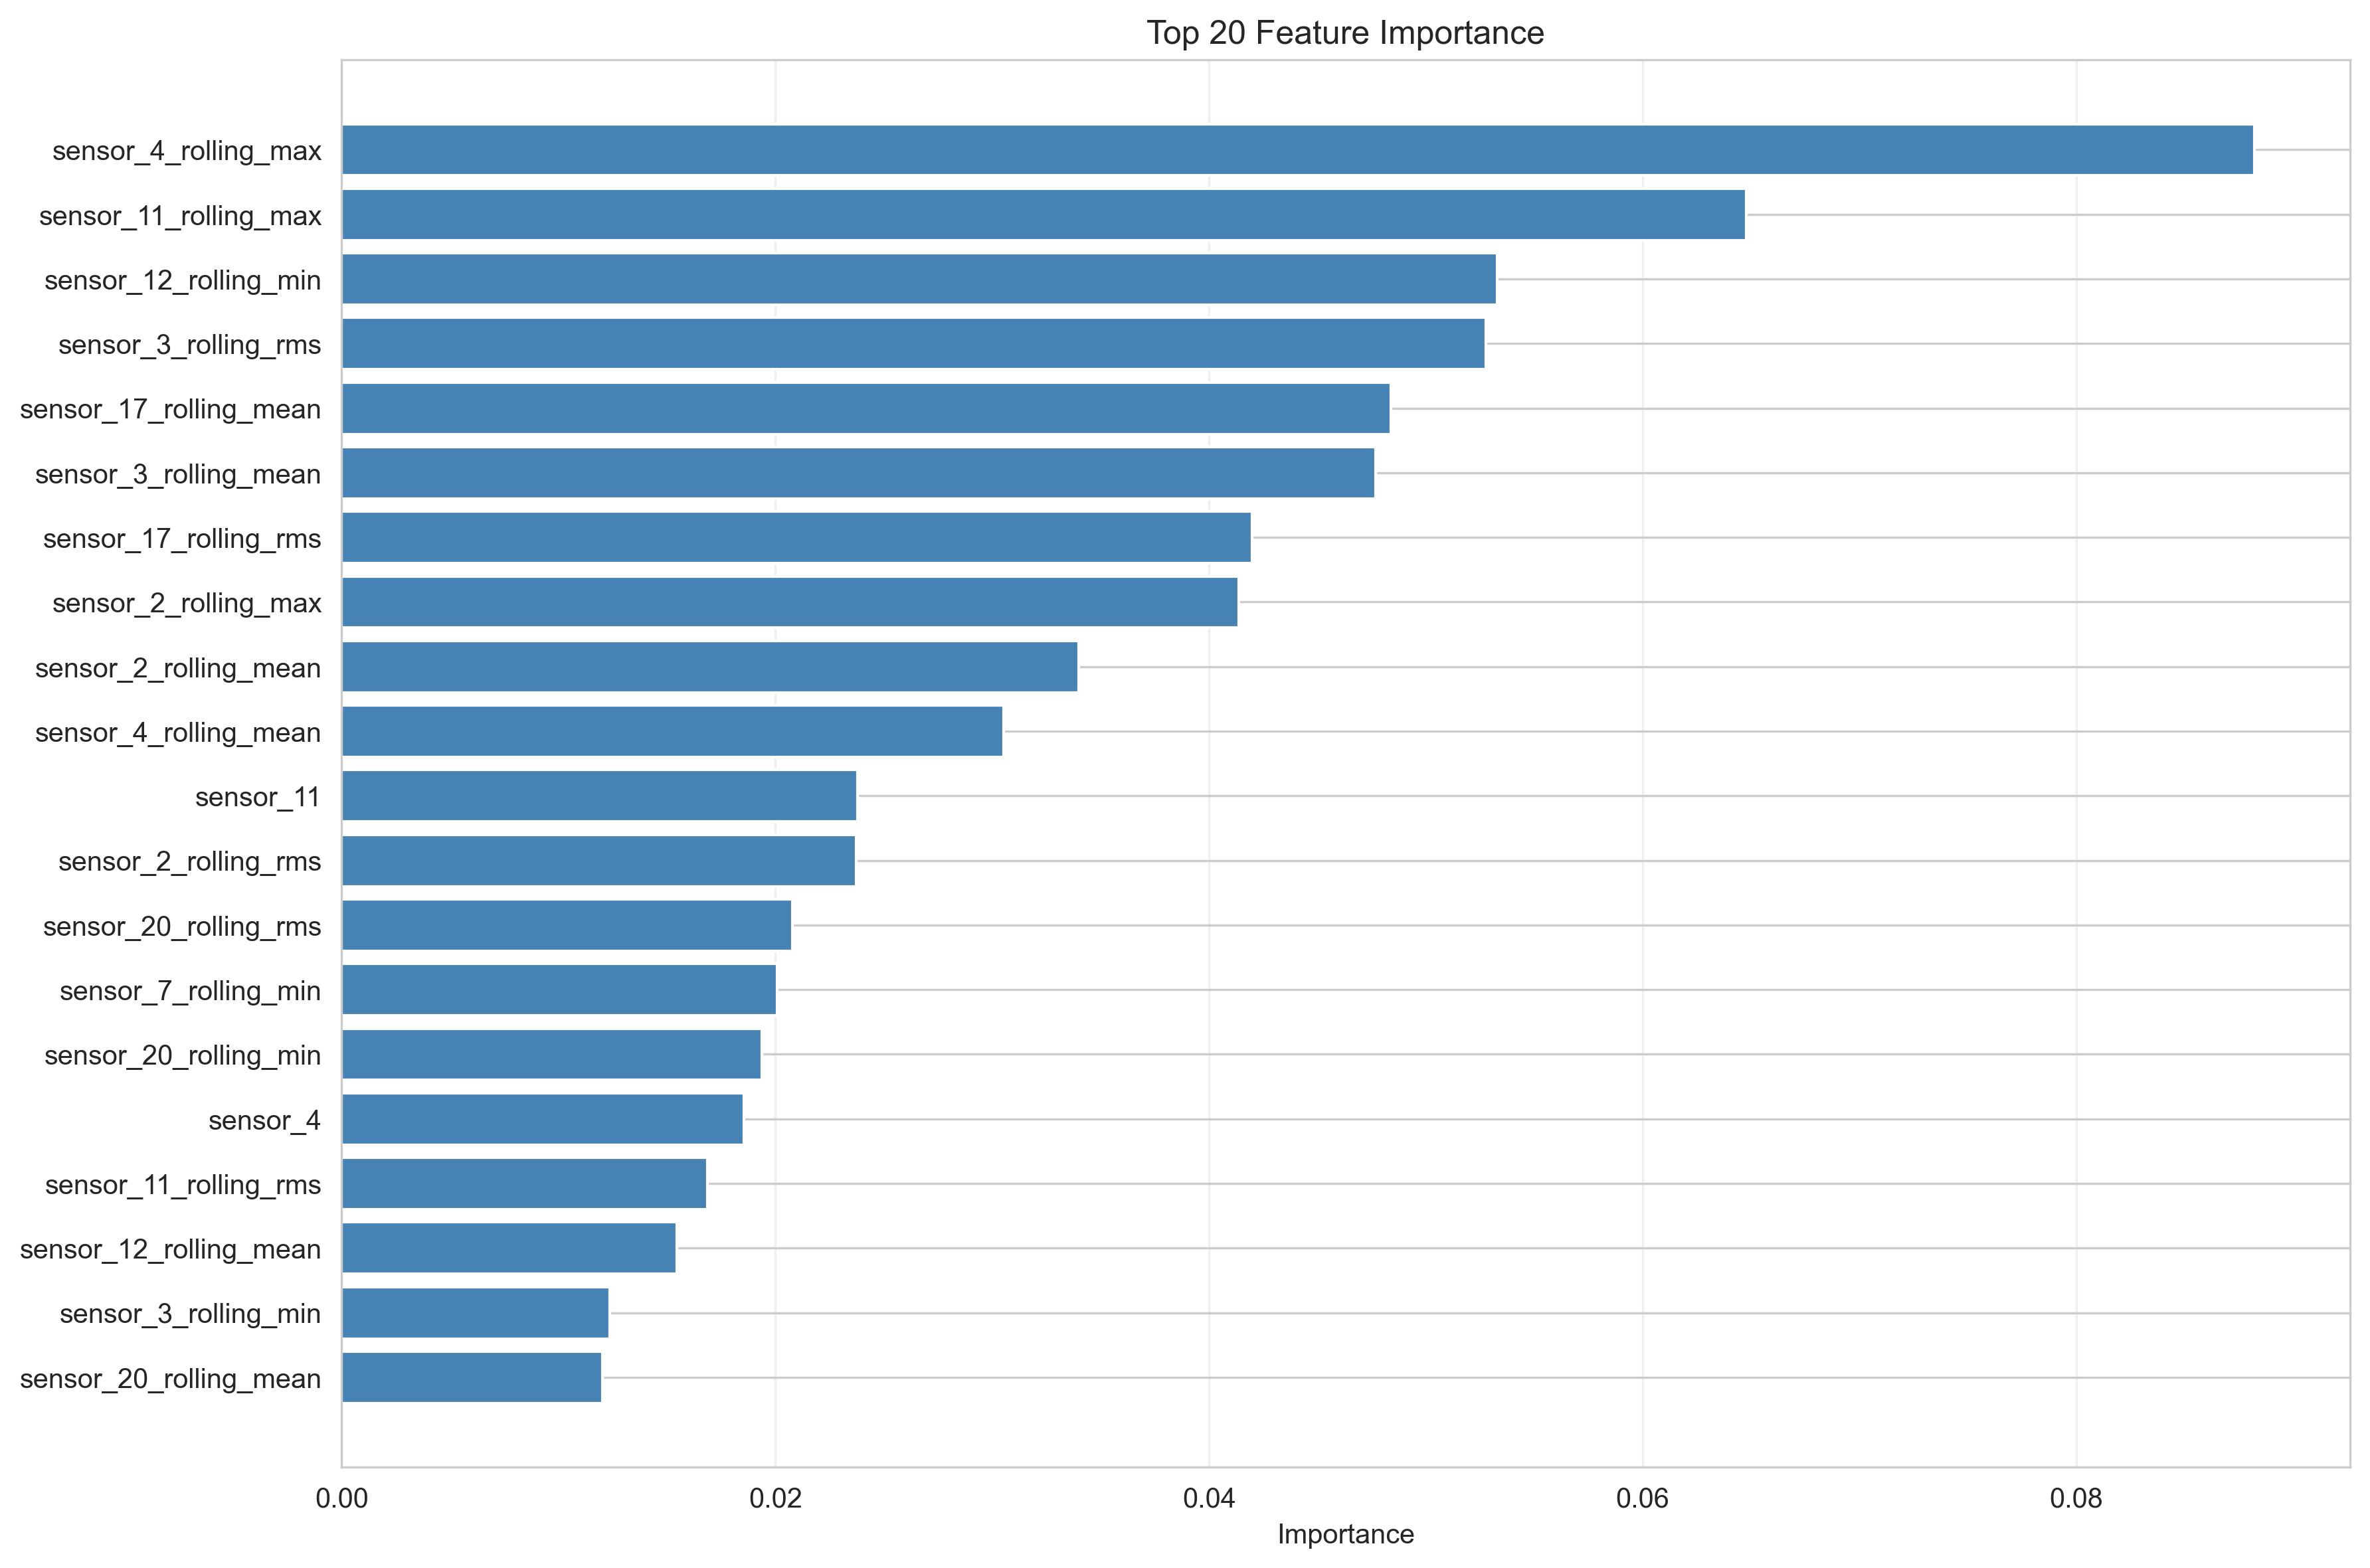 Top 20 Feature Importance
sensor_4_rolling_max
sensor_11_rolling_max
sensor_12_rolling_min
sensor_3_rolling_rms
sensor_17_rolling_mean
sensor_3_rolling_mean
sensor_17_rolling_rms
sensor_2_rolling_max
sensor_2_rolling_mean
sensor_4_rolling_mean
sensor_11
sensor_2_rolling_rms
sensor_20_rolling_rms
sensor_7_rolling_min
sensor_20_rolling_min
sensor_4
sensor_11_rolling_rms
sensor_12_rolling_mean
sensor_3_rolling_min
sensor_20_rolling_mean
0.00 0.02 0.04 0.06 0.08
Importance